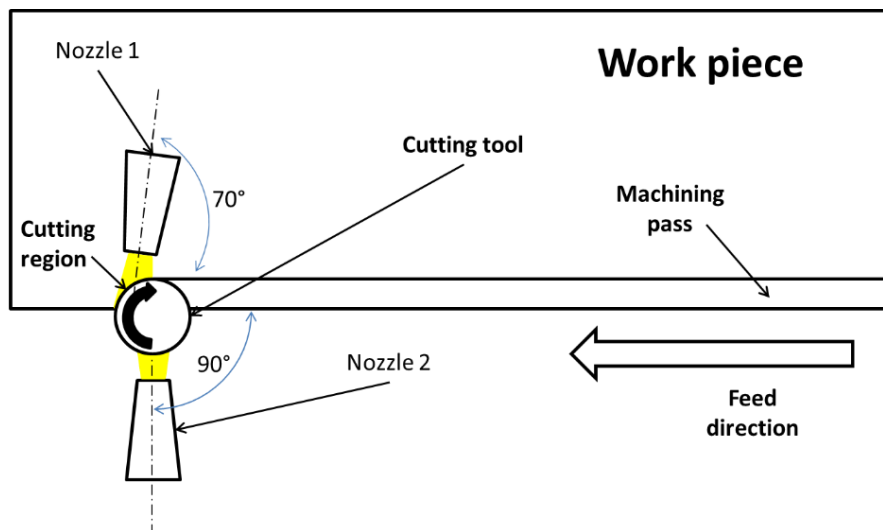 Nozzle 1
Work piece
Cutting tool
70°
Machining
pass
Cutting
region
90°
Nozzle 2
Feed
direction